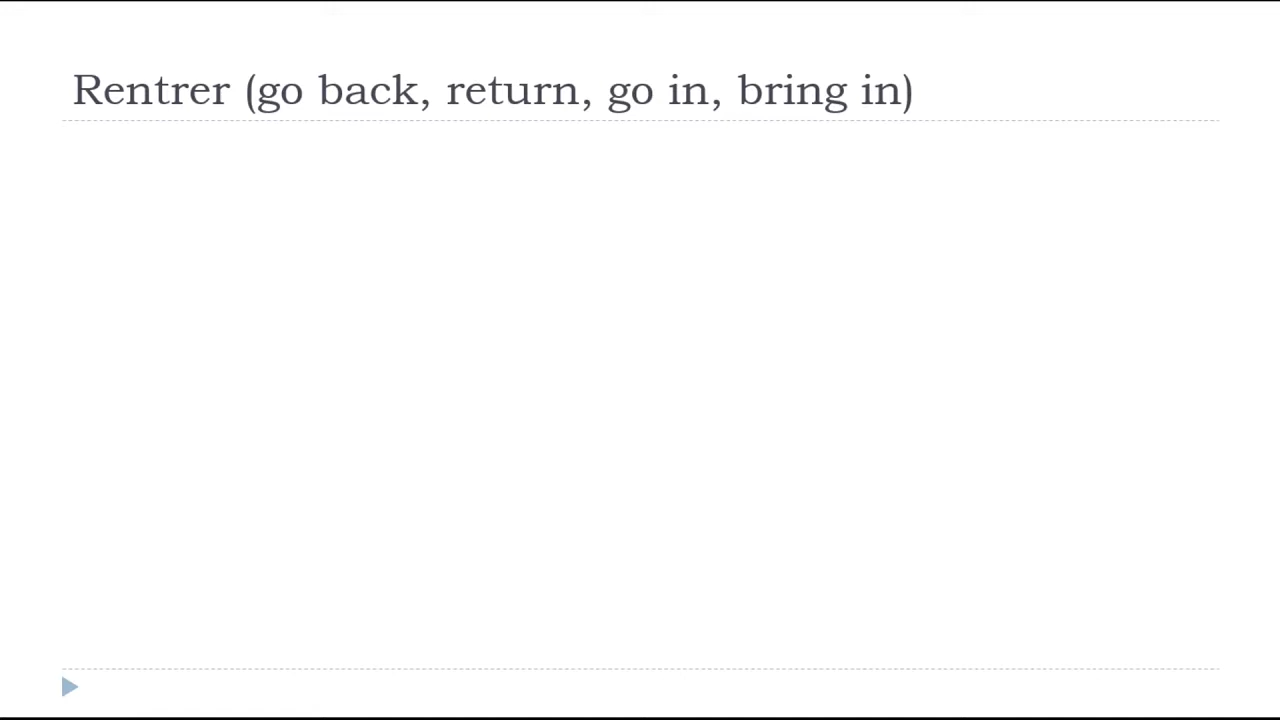 Rentrer (go back, return, go in, bring in)